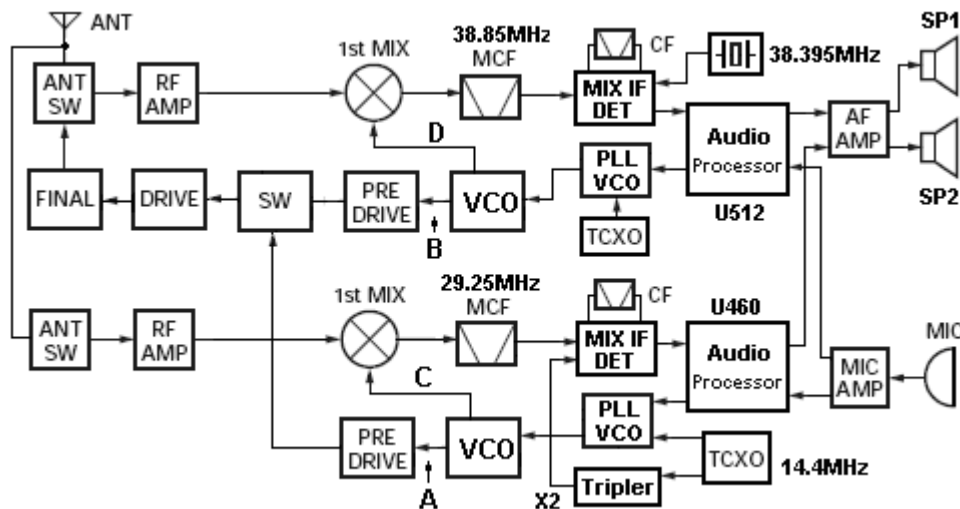 ANT
SP1
1st MIX
38.85MHz
MCF
CF
38.395MHz
ANT
SW
RF
AMP
MIX IF
DET
AF
AMP
D
Audio
Processor
U512
PLL
VCO
SP2
FINAL
DRIVE
SW
PRE
DRIVE
VCO
B
TCXO
1st MIX
29.25MHz
MCF
CF
U460
MIC
ANT
SW
RF
AMP
MIX IF
DET
Audio
Processor
MIC
AMP
C
PLL
VCO
PRE
DRIVE
VCO
TCXO
14.4MHz
A
X2
Tripler